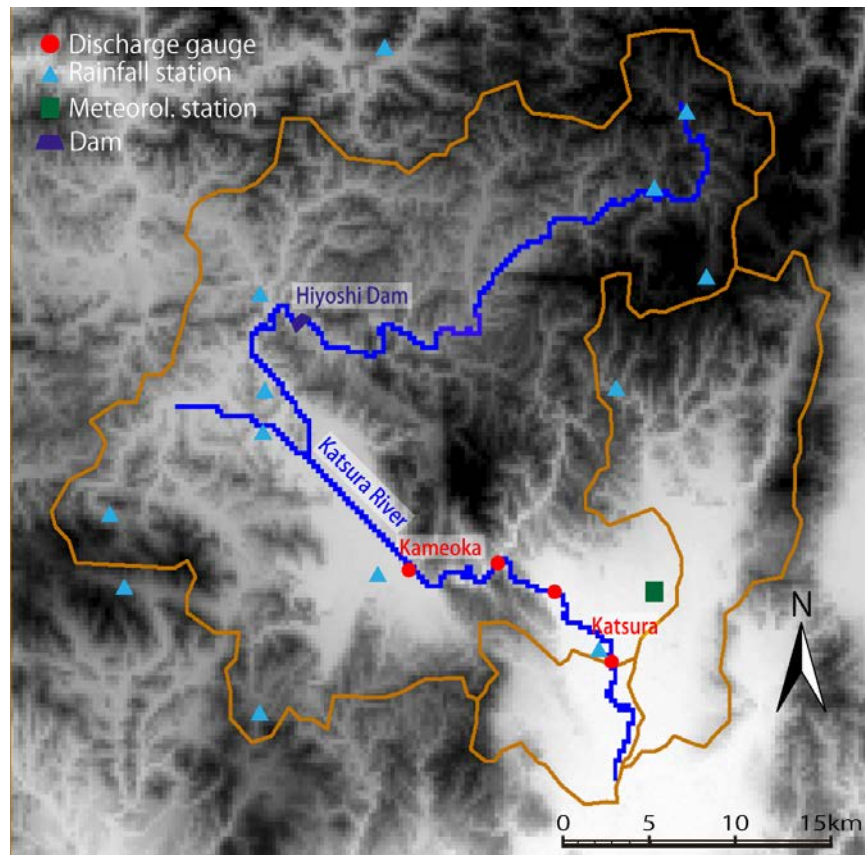 Discharge gauge
Rainfall station
Meteorol. station
Dam
Hiyoshi Dam
Katsura River
Kameoka
Katsura
N
0 5 10 15km